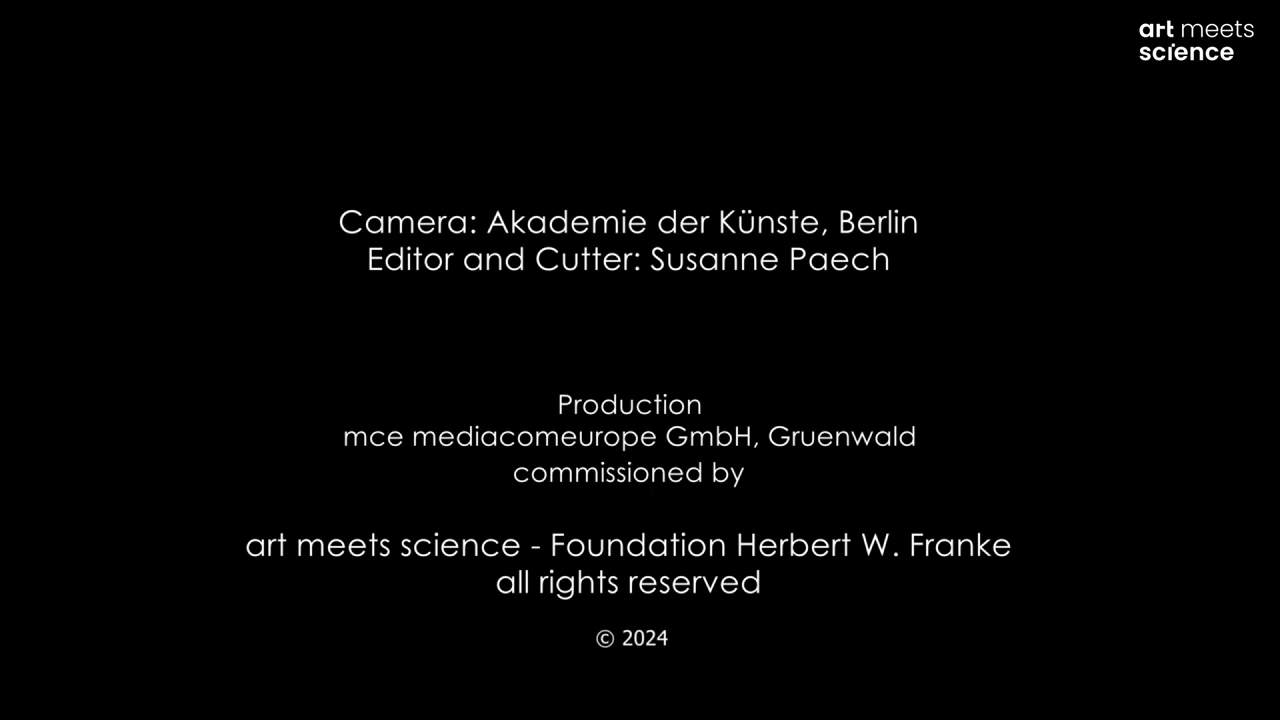 art meets
science
Camera: Akademie der Künste, Berlin
Editor and Cutter: Susanne Paech
Production
mce mediacomeurope GmbH, Gruenwald
commissioned by
art meets science - Foundation Herbert W. Franke
all rights reserved
© 2024